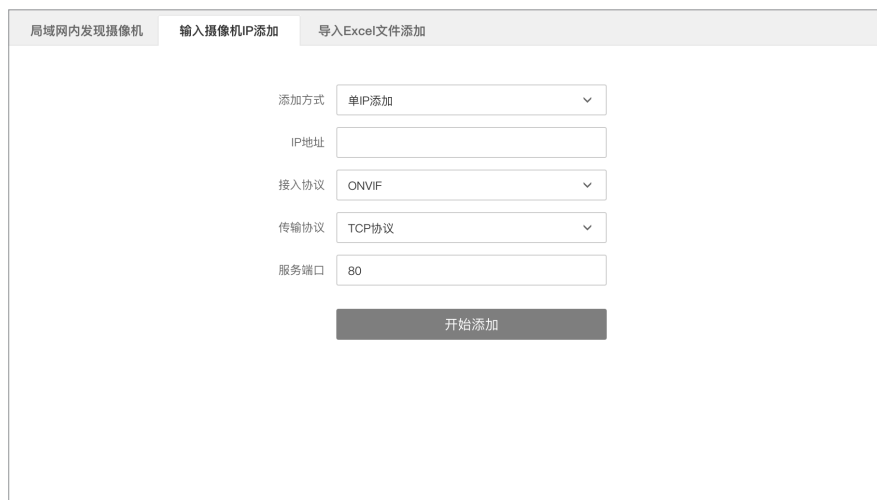 局域网内发现摄像机 输入摄像机IP添加 导入Excel文件添加
添加方式 单IP添加
IP地址
接入协议 ONVIF
传输协议 TCP协议
服务端口 80
开始添加